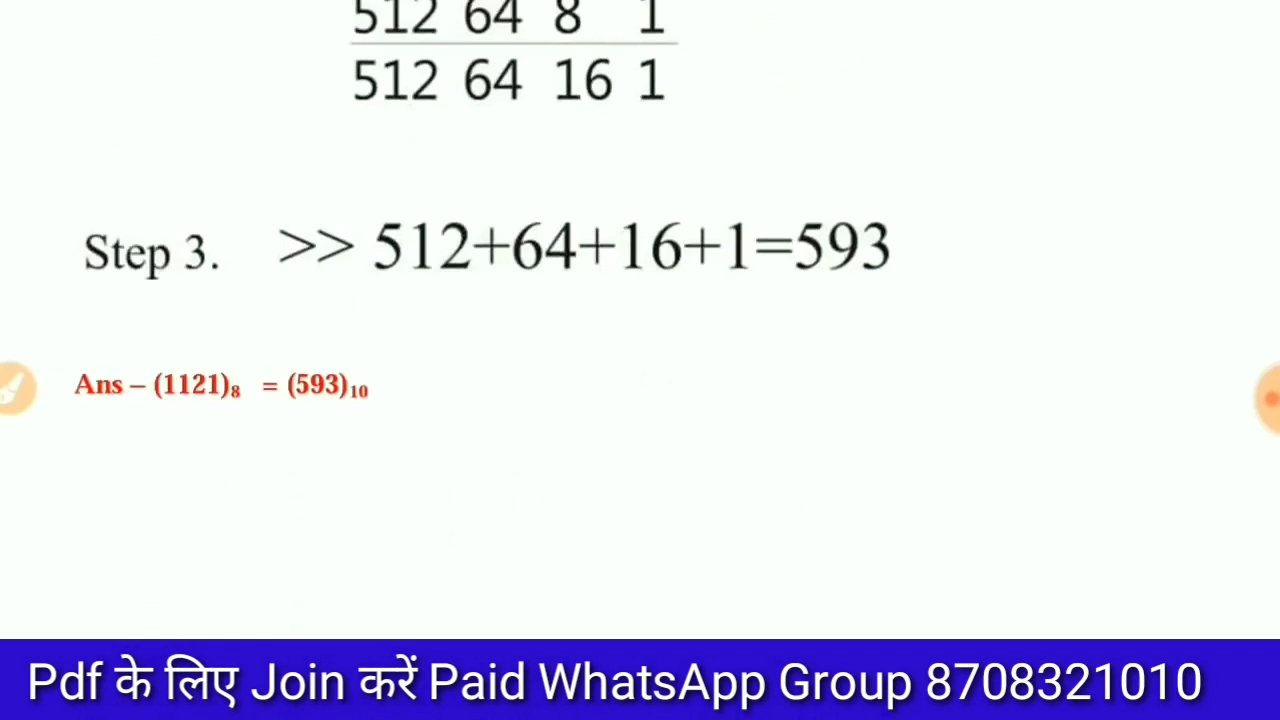 512 64 8 1
512 64 16 1
Step 3. >> 512+64+16+1=593
Ans – (1121)₈ = (593)₁₀
Pdf के लिए Join करें Paid WhatsApp Group 8708321010